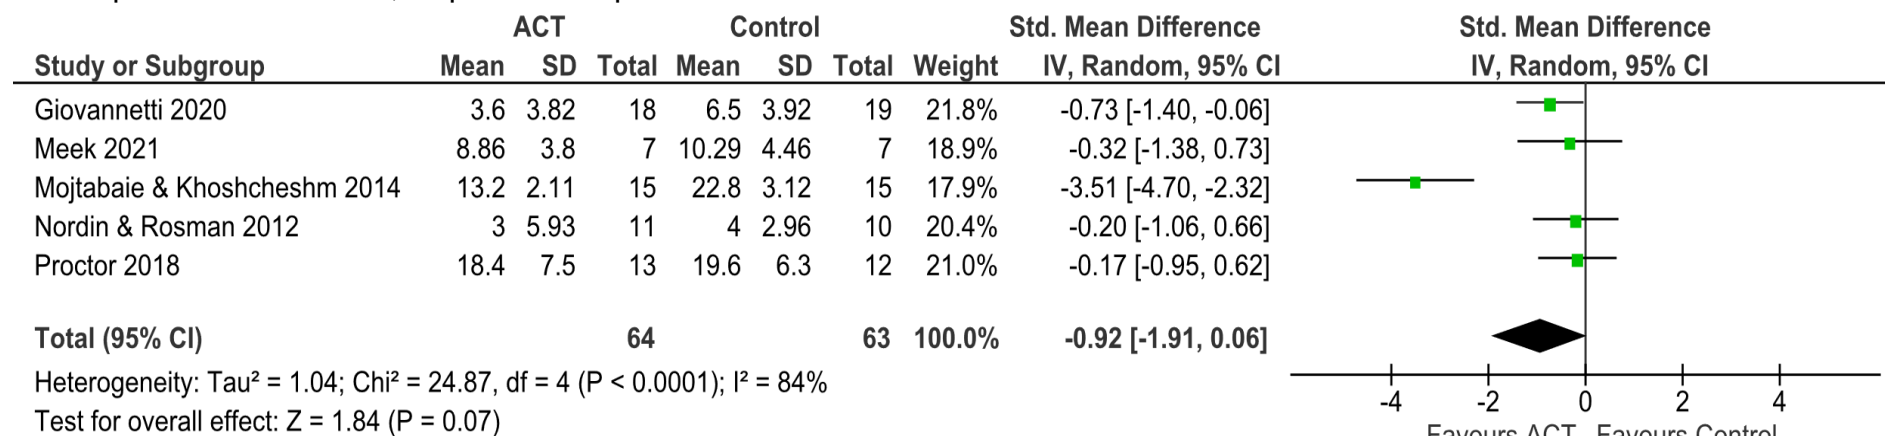 ACT Control Std. Mean Difference Std. Mean Difference
Study or Subgroup Mean SD Total Mean SD Total Weight IV, Random, 95% CI IV, Random, 95% CI
Giovannetti 2020 3.6 3.82 18 6.5 3.92 19 21.8% -0.73 [-1.40, -0.06]
Meek 2021 8.86 3.8 7 10.29 4.46 7 18.9% -0.32 [-1.38, 0.73]
Mojtabaie & Khoshcheshm 2014 13.2 2.11 15 22.8 3.12 15 17.9% -3.51 [-4.70, -2.32]
Nordin & Rosman 2012 3 5.93 11 4 2.96 10 20.4% -0.20 [-1.06, 0.66]
Proctor 2018 18.4 7.5 13 19.6 6.3 12 21.0% -0.17 [-0.95, 0.62]
Total (95% CI) 64 63 100.0% -0.92 [-1.91, 0.06]
Heterogeneity: Tau² = 1.04; Chi² = 24.87, df = 4 (P < 0.0001); I² = 84%
Test for overall effect: Z = 1.84 (P = 0.07)
-4 -2 0 2 4
Favours ACT Favours Control